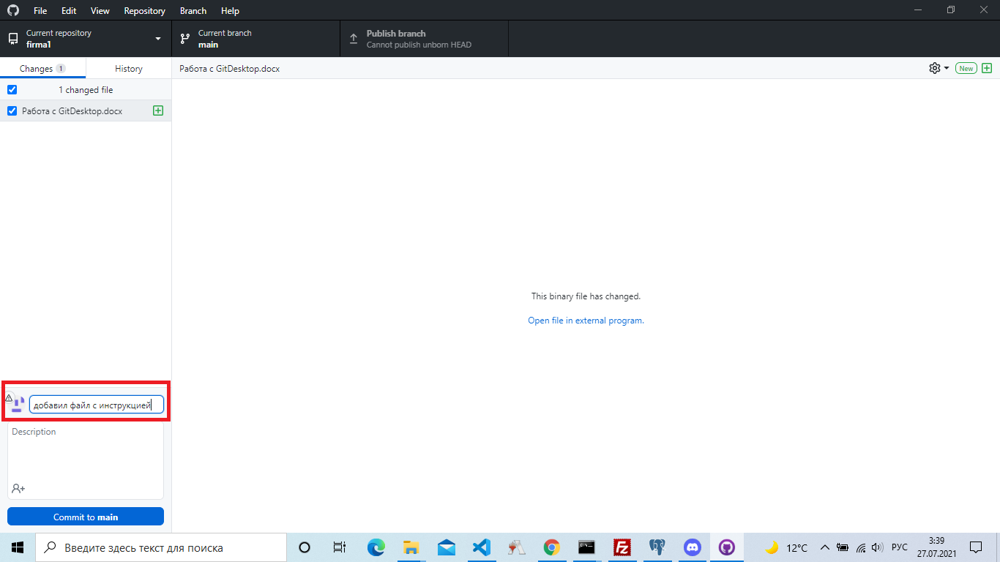 File Edit View Repository Branch Help
Current repository
firma1
Current branch
main
Publish branch
Cannot publish unborn HEAD
Changes 1
History
Работа с GitDesktop.docx
New
1 changed file
Работа с GitDesktop.docx
This binary file has changed.
Open file in external program.
добавил файл с инструкцией
Description
Commit to main
Введите здесь текст для поиска
12°C
РУС
3:39
27.07.2021